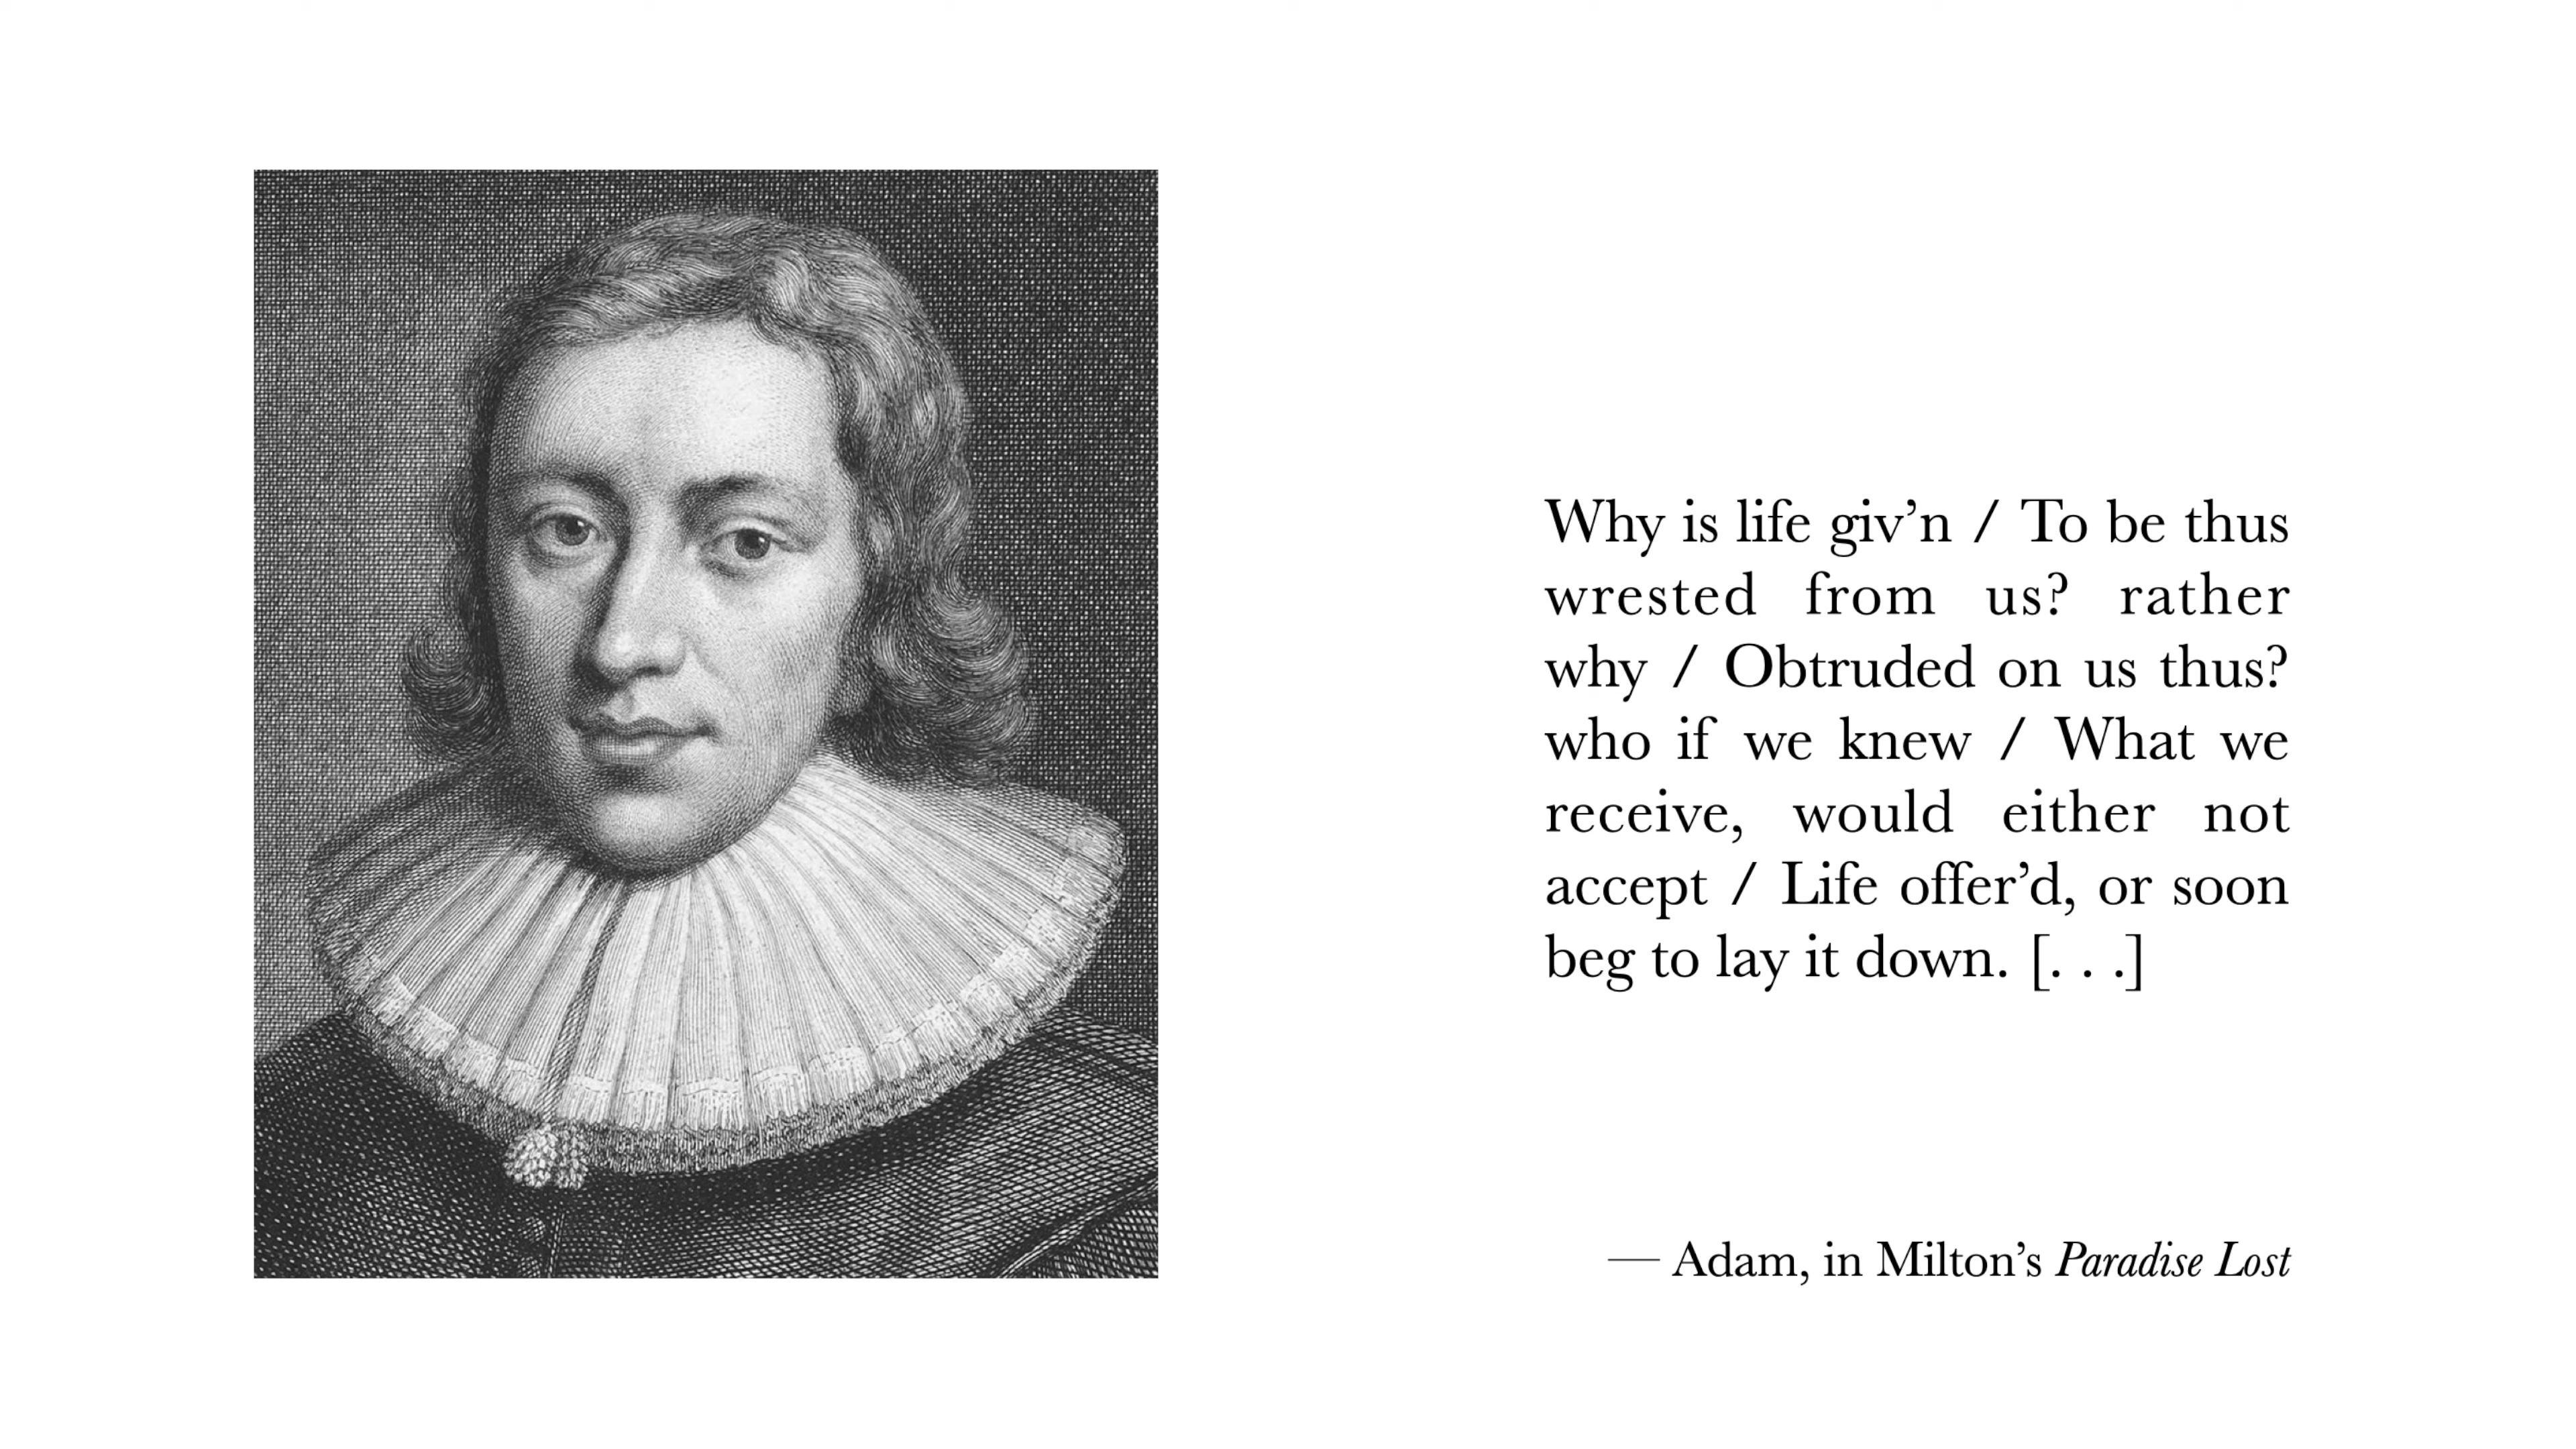 Why is life giv’n / To be thus
wrested from us? rather
why / Obtruded on us thus?
who if we knew / What we
receive, would either not
accept / Life offer’d, or soon
beg to lay it down. [. . .]
— Adam, in Milton’s Paradise Lost